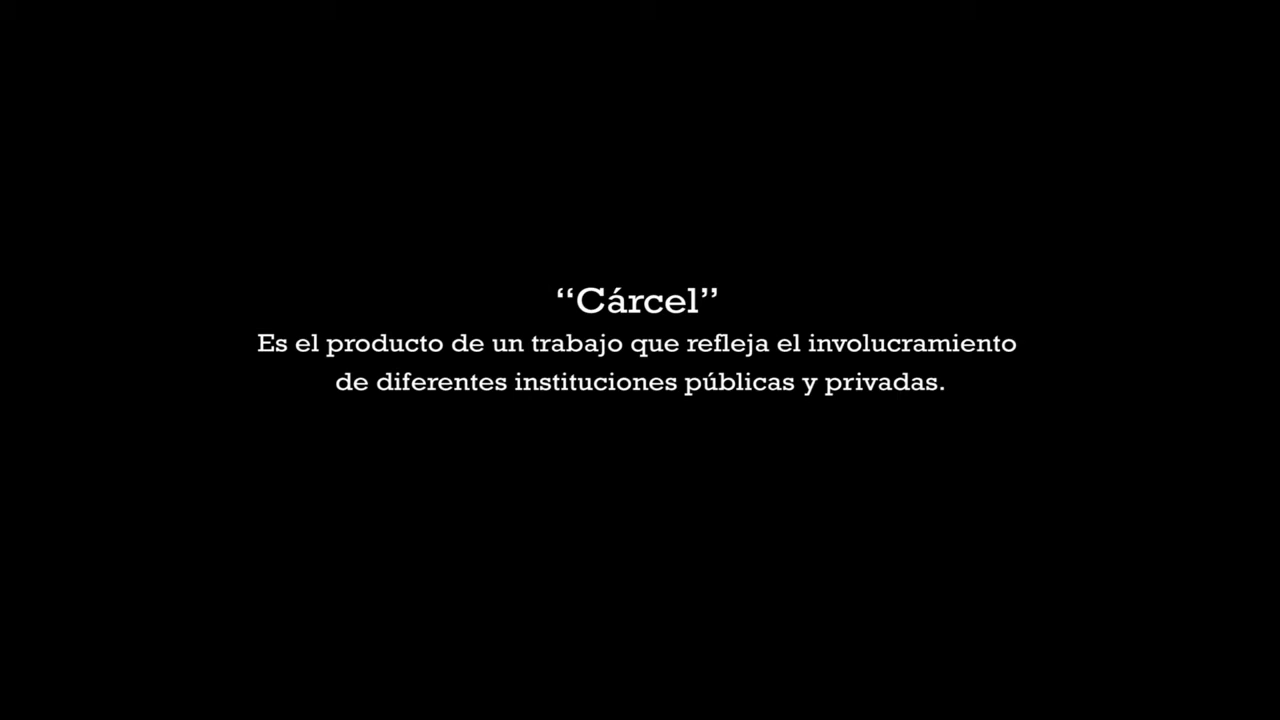 “Cárcel”
Es el producto de un trabajo que refleja el involucramiento
de diferentes instituciones públicas y privadas.